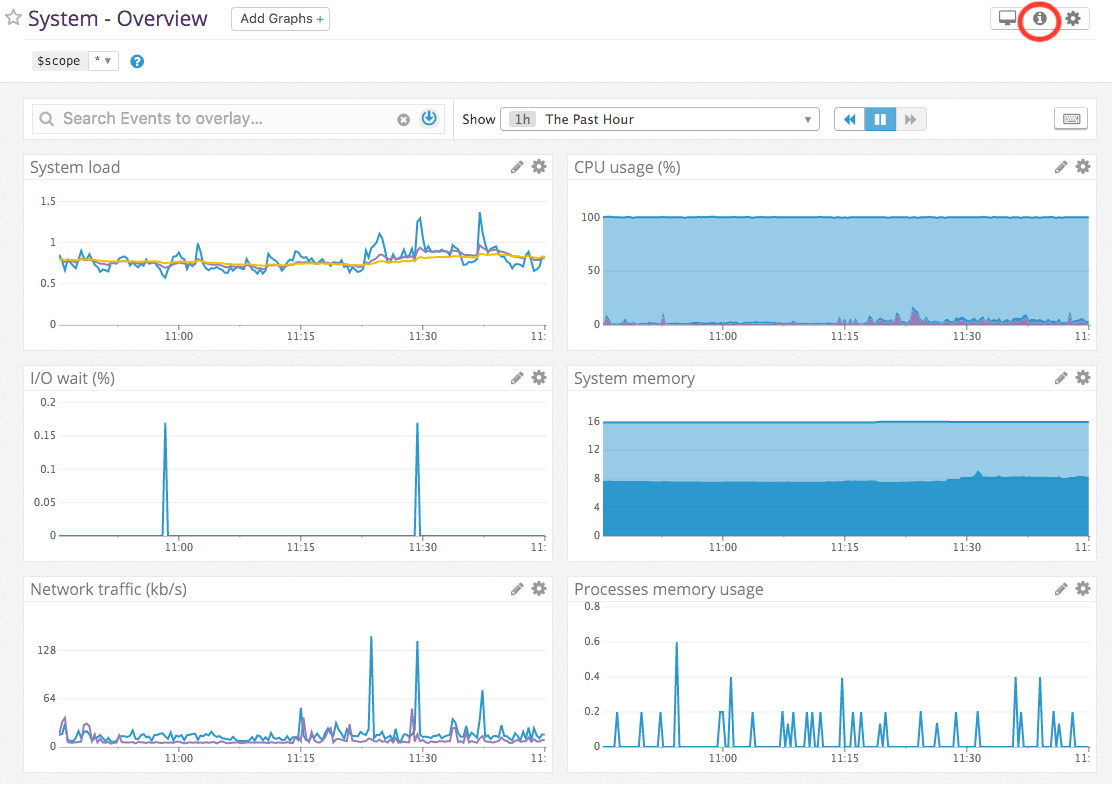 System - Overview Add Graphs +
$scope * ▾ ?
Search Events to overlay... Show 1h The Past Hour
System load
1.5
1
0.5
0
11:00 11:15 11:30 11:
CPU usage (%)
100
50
0
11:00 11:15 11:30 11:
I/O wait (%)
0.2
0.15
0.1
0.05
0
11:00 11:15 11:30 11:
System memory
16
12
8
4
0
11:00 11:15 11:30 11:
Network traffic (kb/s)
128
64
0
11:00 11:15 11:30 11:
Processes memory usage
0.8
0.6
0.4
0.2
0
11:00 11:15 11:30 11: